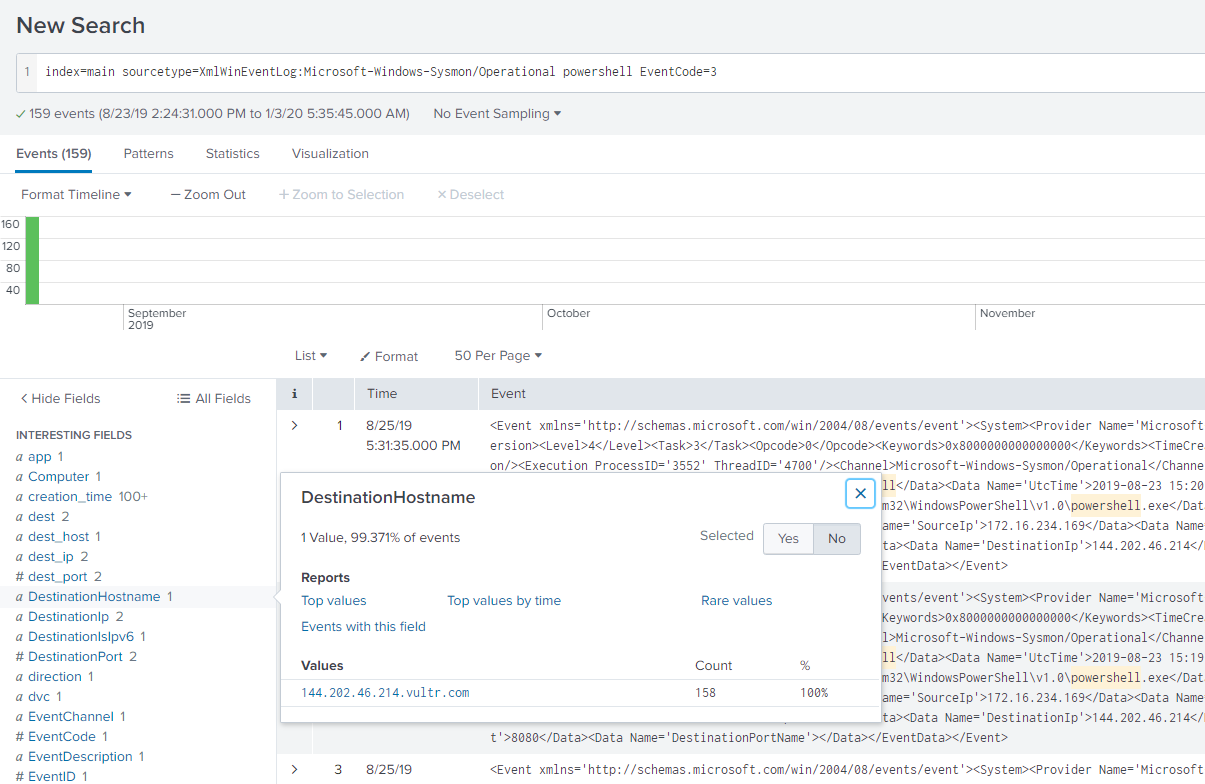 New Search
1 index=main sourcetype=XmlWinEventLog:Microsoft-Windows-Sysmon/Operational powershell EventCode=3
✓ 159 events (8/23/19 2:24:31.000 PM to 1/3/20 5:35:45.000 AM) No Event Sampling ▾
Events (159) Patterns Statistics Visualization
Format Timeline ▾ — Zoom Out + Zoom to Selection × Deselect
160
120
80
40
September October November
2019
List ▾ Format 50 Per Page ▾
< Hide Fields All Fields
i Time Event
INTERESTING FIELDS
a app 1
a Computer 1
a creation_time 100+
a dest 2
a dest_host 1
a dest_ip 2
# dest_port 2
a DestinationHostname 1
a DestinationIp 2
a DestinationIsIpv6 1
# DestinationPort 2
a direction 1
a dvc 1
a EventChannel 1
# EventCode 1
a EventDescription 1
# EventID 1
> 1 8/25/19 <Event xmlns='http://schemas.microsoft.com/win/2004/08/events/event'><System><Provider Name='Microsoft
5:31:35.000 PM ersion><Level>4</Level><Task>3</Task><Opcode>0</Opcode><Keywords>0x8000000000000000</Keywords><TimeCrea
on/><Execution ProcessID='3552' ThreadID='4700'/><Channel>Microsoft-Windows-Sysmon/Operational</Channe
ll</Data><Data Name='UtcTime'>2019-08-23 15:20
m32\WindowsPowerShell\v1.0\powershell.exe</Data
ame='SourceIp'>172.16.234.169</Data><Data Name
ta><Data Name='DestinationIp'>144.202.46.214</
EventData></Event>
DestinationHostname ×
1 Value, 99.371% of events Selected Yes No
Reports
Top values Top values by time Rare values
Events with this field
Values Count %
144.202.46.214.vultr.com 158 100%
vents/event'><System><Provider Name='Microsoft
Keywords>0x8000000000000000</Keywords><TimeCrea
l>Microsoft-Windows-Sysmon/Operational</Channe
ll</Data><Data Name='UtcTime'>2019-08-23 15:19
m32\WindowsPowerShell\v1.0\powershell.exe</Data
ame='SourceIp'>172.16.234.169</Data><Data Name
ta><Data Name='DestinationIp'>144.202.46.214</
t'>8080</Data><Data Name='DestinationPortName'></Data></EventData></Event>
> 3 8/25/19 <Event xmlns='http://schemas.microsoft.com/win/2004/08/events/event'><System><Provider Name='Microsoft